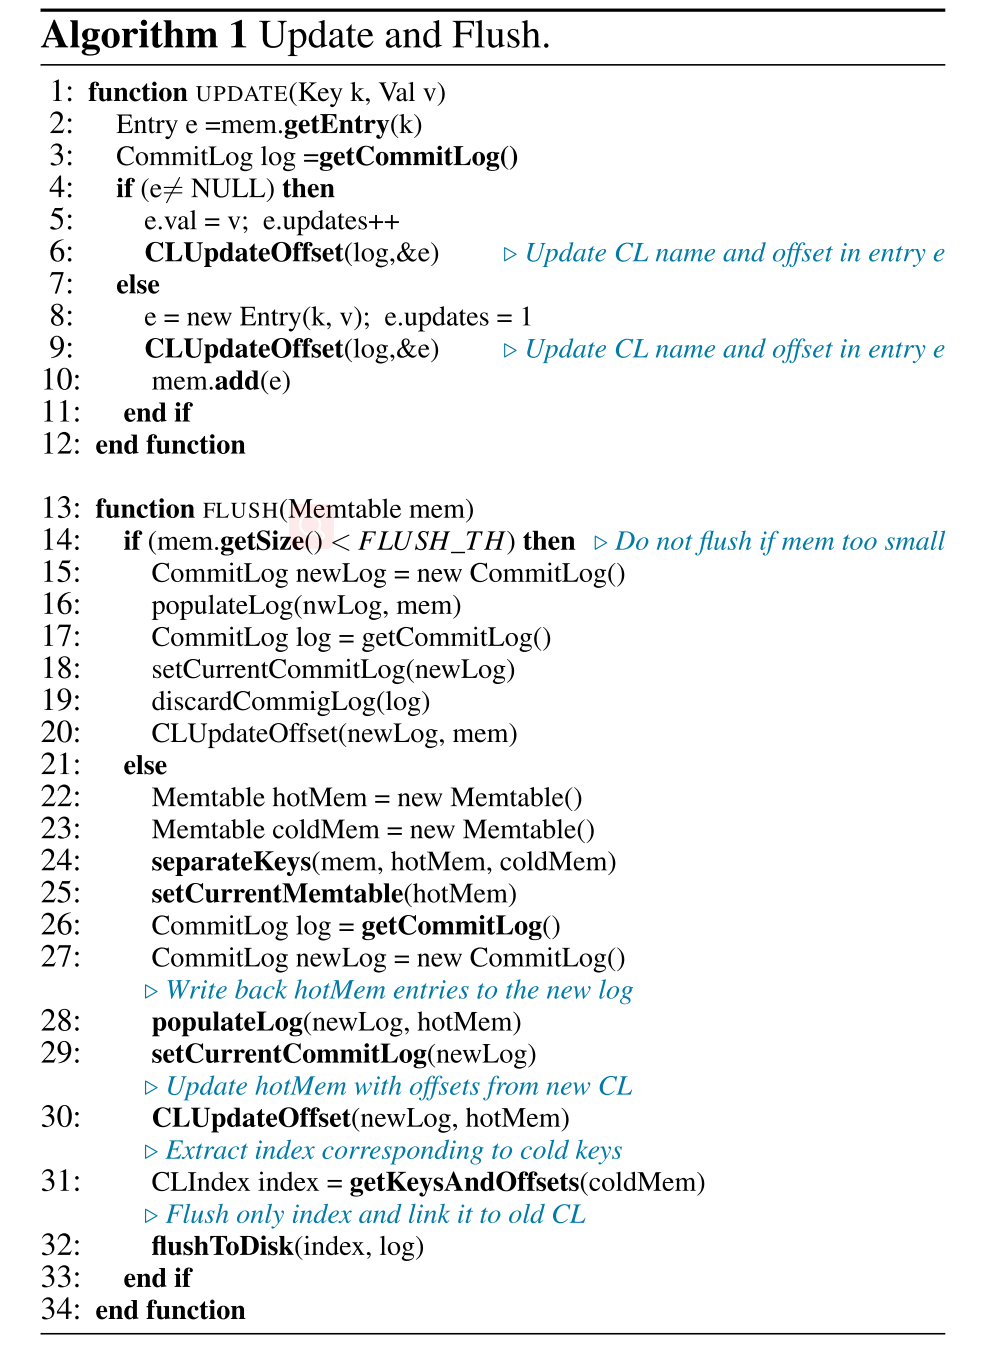 Algorithm 1 Update and Flush.
1: function UPDATE(Key k, Val v)
2: Entry e =mem.getEntry(k)
3: CommitLog log =getCommitLog()
4: if (e≠ NULL) then
5: e.val = v; e.updates++
6: CLUpdateOffset(log,&e) ▷ Update CL name and offset in entry e
7: else
8: e = new Entry(k, v); e.updates = 1
9: CLUpdateOffset(log,&e) ▷ Update CL name and offset in entry e
10: mem.add(e)
11: end if
12: end function
13: function FLUSH(Memtable mem)
14: if (mem.getSize() < FLUSH_TH) then ▷ Do not flush if mem too small
15: CommitLog newLog = new CommitLog()
16: populateLog(nwLog, mem)
17: CommitLog log = getCommitLog()
18: setCurrentCommitLog(newLog)
19: discardCommigLog(log)
20: CLUpdateOffset(newLog, mem)
21: else
22: Memtable hotMem = new Memtable()
23: Memtable coldMem = new Memtable()
24: separateKeys(mem, hotMem, coldMem)
25: setCurrentMemtable(hotMem)
26: CommitLog log = getCommitLog()
27: CommitLog newLog = new CommitLog()
▷ Write back hotMem entries to the new log
28: populateLog(newLog, hotMem)
29: setCurrentCommitLog(newLog)
▷ Update hotMem with offsets from new CL
30: CLUpdateOffset(newLog, hotMem)
▷ Extract index corresponding to cold keys
31: CLIndex index = getKeysAndOffsets(coldMem)
▷ Flush only index and link it to old CL
32: flushToDisk(index, log)
33: end if
34: end function